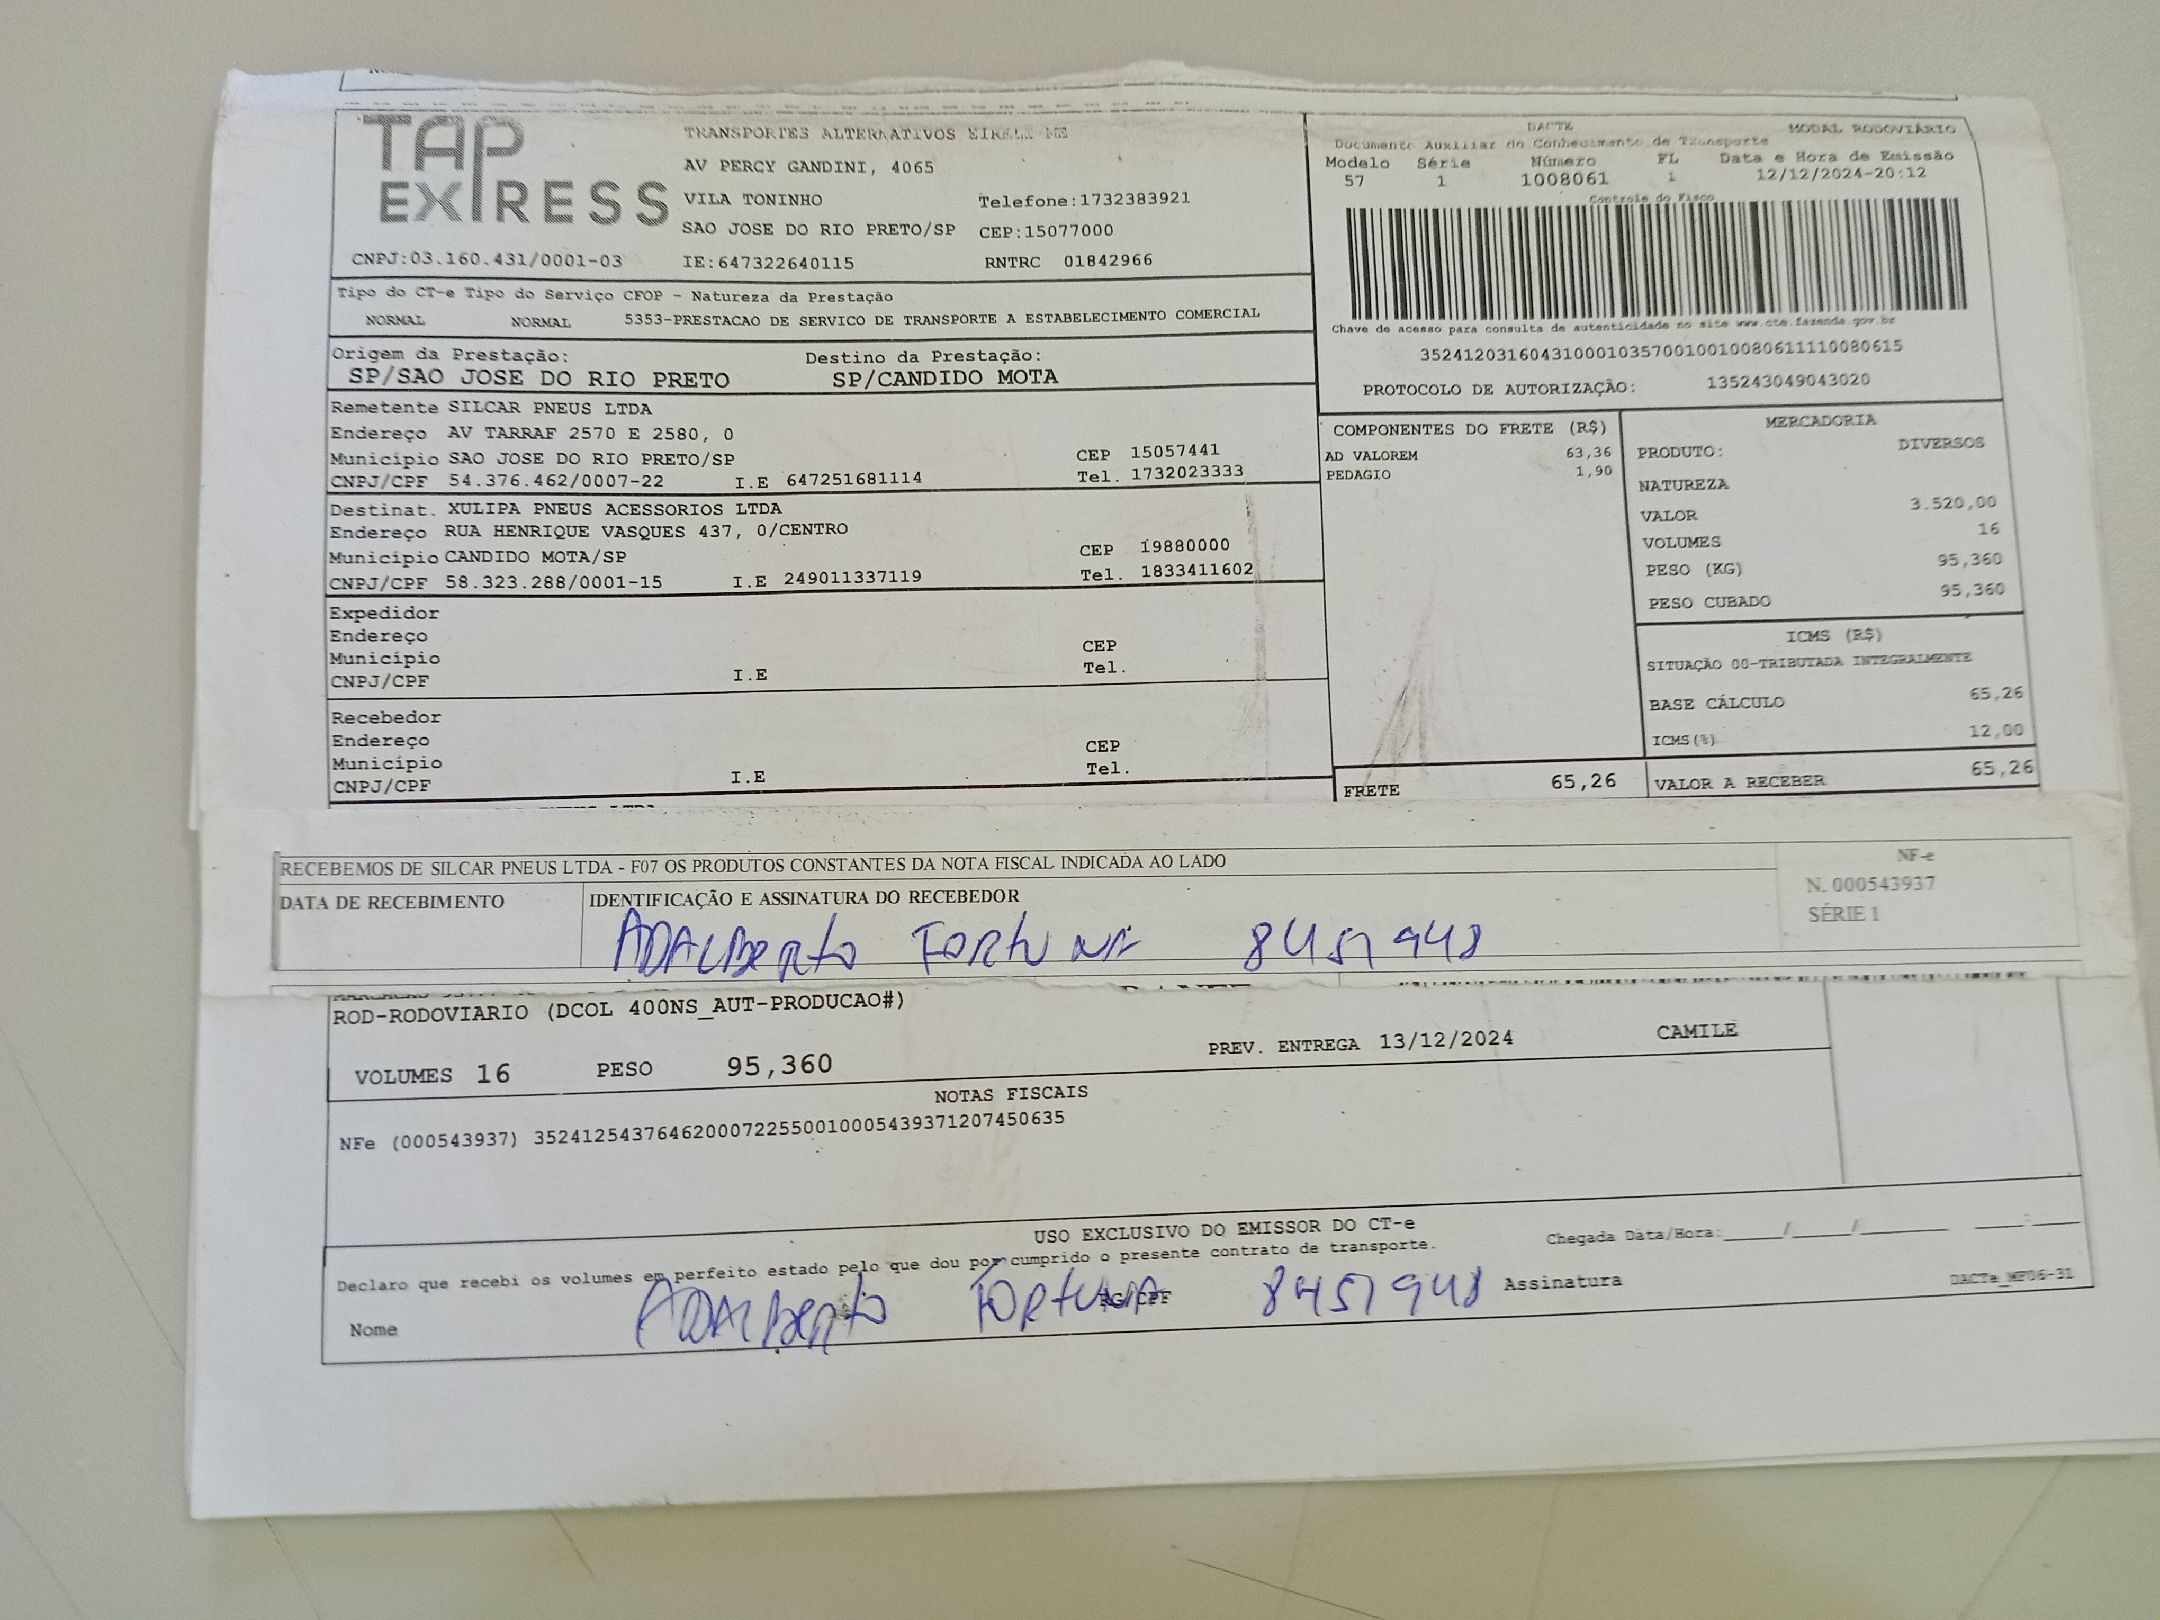 TAP EXPRESS
TRANSPORTES ALTERNATIVOS EIRELI ME
AV PERCY GANDINI, 4065
VILA TONINHO Telefone:1732383921
SAO JOSE DO RIO PRETO/SP CEP:15077000
CNPJ:03.160.431/0001-03 IE:647322640115 RNTRC 01842966
DACTE MODAL RODOVIÁRIO
Documento Auxiliar do Conhecimento de Transporte
Modelo Série Número FL Data e Hora de Emissão
57 1 1008061 1 12/12/2024-20:12
Controle do Fisco
Chave de acesso para consulta de autenticidade no site www.cte.fazenda.gov.br
35241203160431000103570010010080611110080615
PROTOCOLO DE AUTORIZAÇÃO: 135243049043020
Tipo do CT-e Tipo do Serviço CFOP - Natureza da Prestação
NORMAL NORMAL 5353-PRESTACAO DE SERVICO DE TRANSPORTE A ESTABELECIMENTO COMERCIAL
Origem da Prestação: Destino da Prestação:
SP/SAO JOSE DO RIO PRETO SP/CANDIDO MOTA
Remetente SILCAR PNEUS LTDA
Endereço AV TARRAF 2570 E 2580, 0
Município SAO JOSE DO RIO PRETO/SP CEP 15057441
CNPJ/CPF 54.376.462/0007-22 I.E 647251681114 Tel. 1732023333
Destinat. XULIPA PNEUS ACESSORIOS LTDA
Endereço RUA HENRIQUE VASQUES 437, 0/CENTRO
Município CANDIDO MOTA/SP CEP 19880000
CNPJ/CPF 58.323.288/0001-15 I.E 249011337119 Tel. 1833411602
Expedidor
Endereço
Município CEP
CNPJ/CPF I.E Tel.
Recebedor
Endereço
Município CEP
CNPJ/CPF I.E Tel.
COMPONENTES DO FRETE (R$)
AD VALOREM 63,36
PEDAGIO 1,90
FRETE 65,26
MERCADORIA
PRODUTO: DIVERSOS
NATUREZA
VALOR 3.520,00
VOLUMES 16
PESO (KG) 95,360
PESO CUBADO 95,360
ICMS (R$)
SITUAÇÃO 00-TRIBUTADA INTEGRALMENTE
BASE CÁLCULO 65,26
ICMS(%) 12,00
VALOR A RECEBER 65,26
RECEBEMOS DE SILCAR PNEUS LTDA - F07 OS PRODUTOS CONSTANTES DA NOTA FISCAL INDICADA AO LADO
NF-e
N. 000543937
SÉRIE 1
DATA DE RECEBIMENTO IDENTIFICAÇÃO E ASSINATURA DO RECEBEDOR
ADALBERTO FORTUNA 8451948
ROD-RODOVIARIO (DCOL 400NS_AUT-PRODUCAO#)
VOLUMES 16 PESO 95,360 PREV. ENTREGA 13/12/2024 CAMILE
NOTAS FISCAIS
NFe (000543937) 35241254376462000722550010005439371207450635
USO EXCLUSIVO DO EMISSOR DO CT-e
Declaro que recebi os volumes em perfeito estado pelo que dou por cumprido o presente contrato de transporte.
Chegada Data/Hora:_____/_____/________ ____:____
Nome ADALBERTO FORTUNA RG/CPF 8451948 Assinatura
DACTe_MF06-31